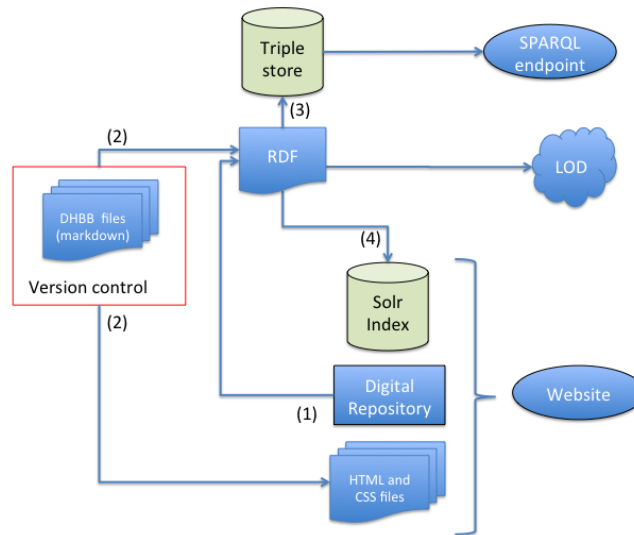 Triple
store
SPARQL
endpoint
(3)
(2)
RDF
LOD
DHBB files
(markdown)
Version control
(4)
(2)
Solr
Index
Digital
Repository
(1)
Website
HTML and
CSS files